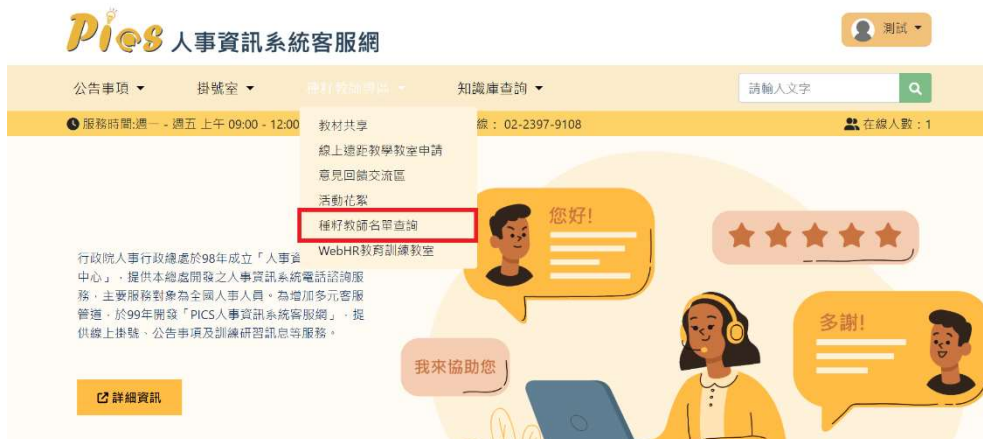 Pics 人事資訊系統客服網
測試
公告事項
掛號室
種籽教師專區
知識庫查詢
請輸入文字
服務時間:週一 - 週五 上午 09:00 - 12:00
線： 02-2397-9108
在線人數：1
教材共享
線上遠距教學教室申請
意見回饋交流區
活動花絮
種籽教師名單查詢
WebHR教育訓練教室
行政院人事行政總處於98年成立「人事資
中心」，提供本總處開發之人事資訊系統電話諮詢服
務，主要服務對象為全國人事人員。為增加多元客服
管道，於99年開發「PICS人事資訊系統客服網」，提
供線上掛號、公告事項及訓練研習訊息等服務。
詳細資訊
您好!
多謝!
我來協助您